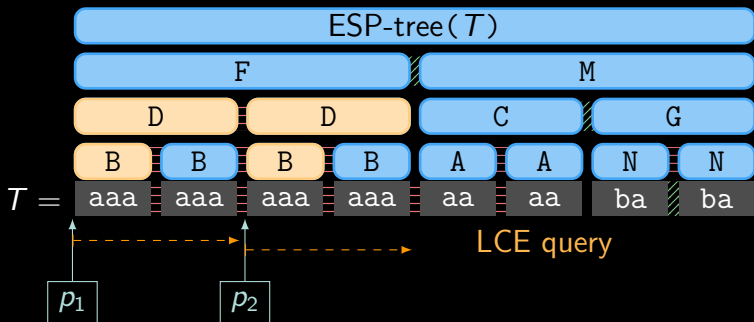 ESP-tree(T)
F M
D D C G
B B B B A A N N
T = aaa aaa aaa aaa aa aa ba ba
LCE query
p1 p2